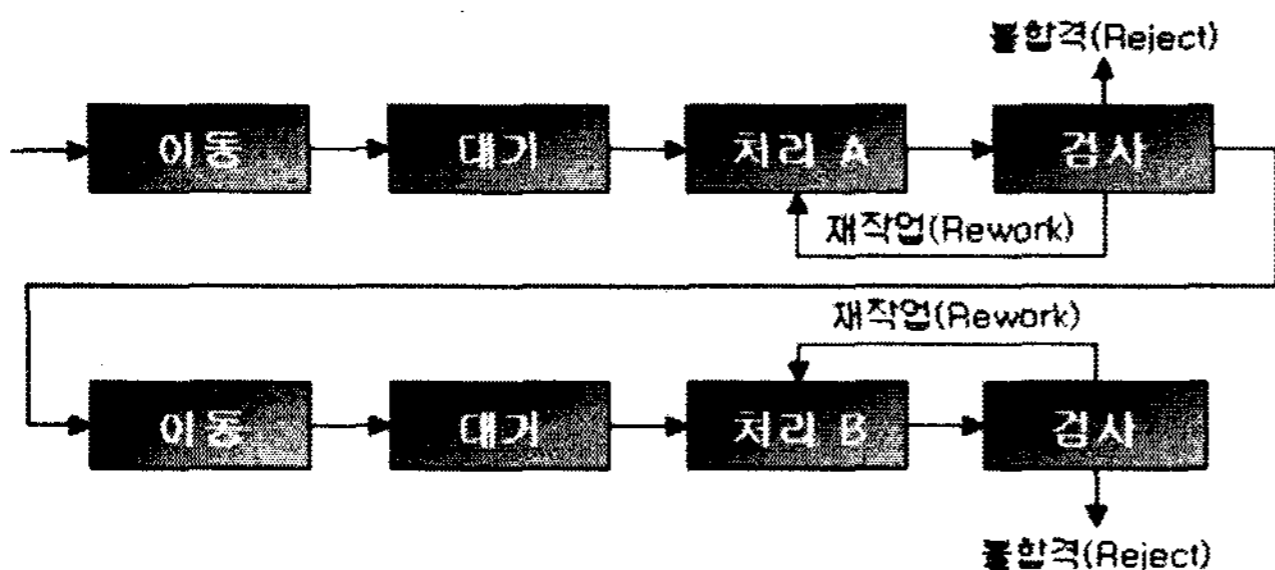 불합격(Reject)
이동 대기 처리 A 검사
재작업(Rework)
재작업(Rework)
이동 대기 처리 B 검사
불합격(Reject)